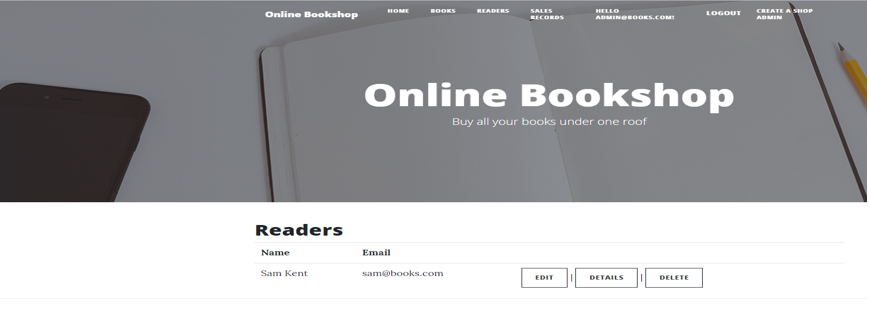 Online Bookshop
HOME
BOOKS
READERS
SALES
RECORDS
HELLO
ADMIN@BOOKS.COM!
LOGOUT
CREATE A SHOP
ADMIN
Online Bookshop
Buy all your books under one roof
Readers
Name Email
Sam Kent sam@books.com EDIT | DETAILS | DELETE